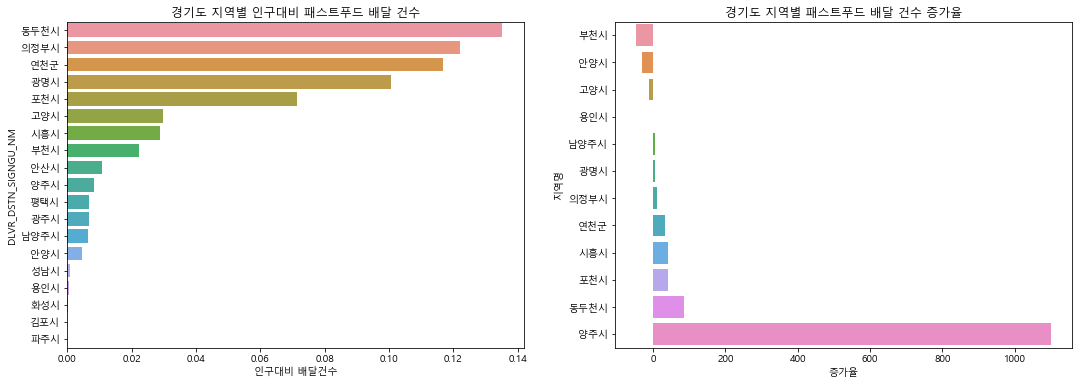 경기도 지역별 인구대비 패스트푸드 배달 건수
DLVR_DSTN_SIGNGU_NM
동두천시
의정부시
연천군
광명시
포천시
고양시
시흥시
부천시
안산시
양주시
평택시
광주시
남양주시
안양시
성남시
용인시
화성시
김포시
파주시
0.00 0.02 0.04 0.06 0.08 0.10 0.12 0.14
인구대비 배달건수
경기도 지역별 패스트푸드 배달 건수 증가율
지역명
부천시
안양시
고양시
용인시
남양주시
광명시
의정부시
연천군
시흥시
포천시
동두천시
양주시
0 200 400 600 800 1000
증가율